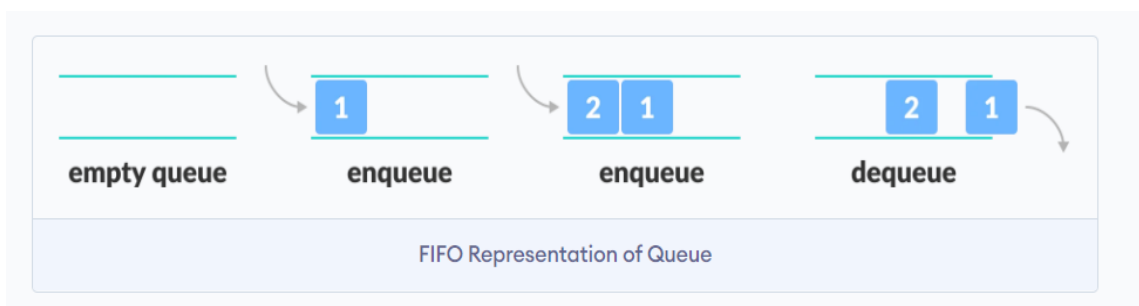 1 2 1 2 1
empty queue enqueue enqueue dequeue
FIFO Representation of Queue